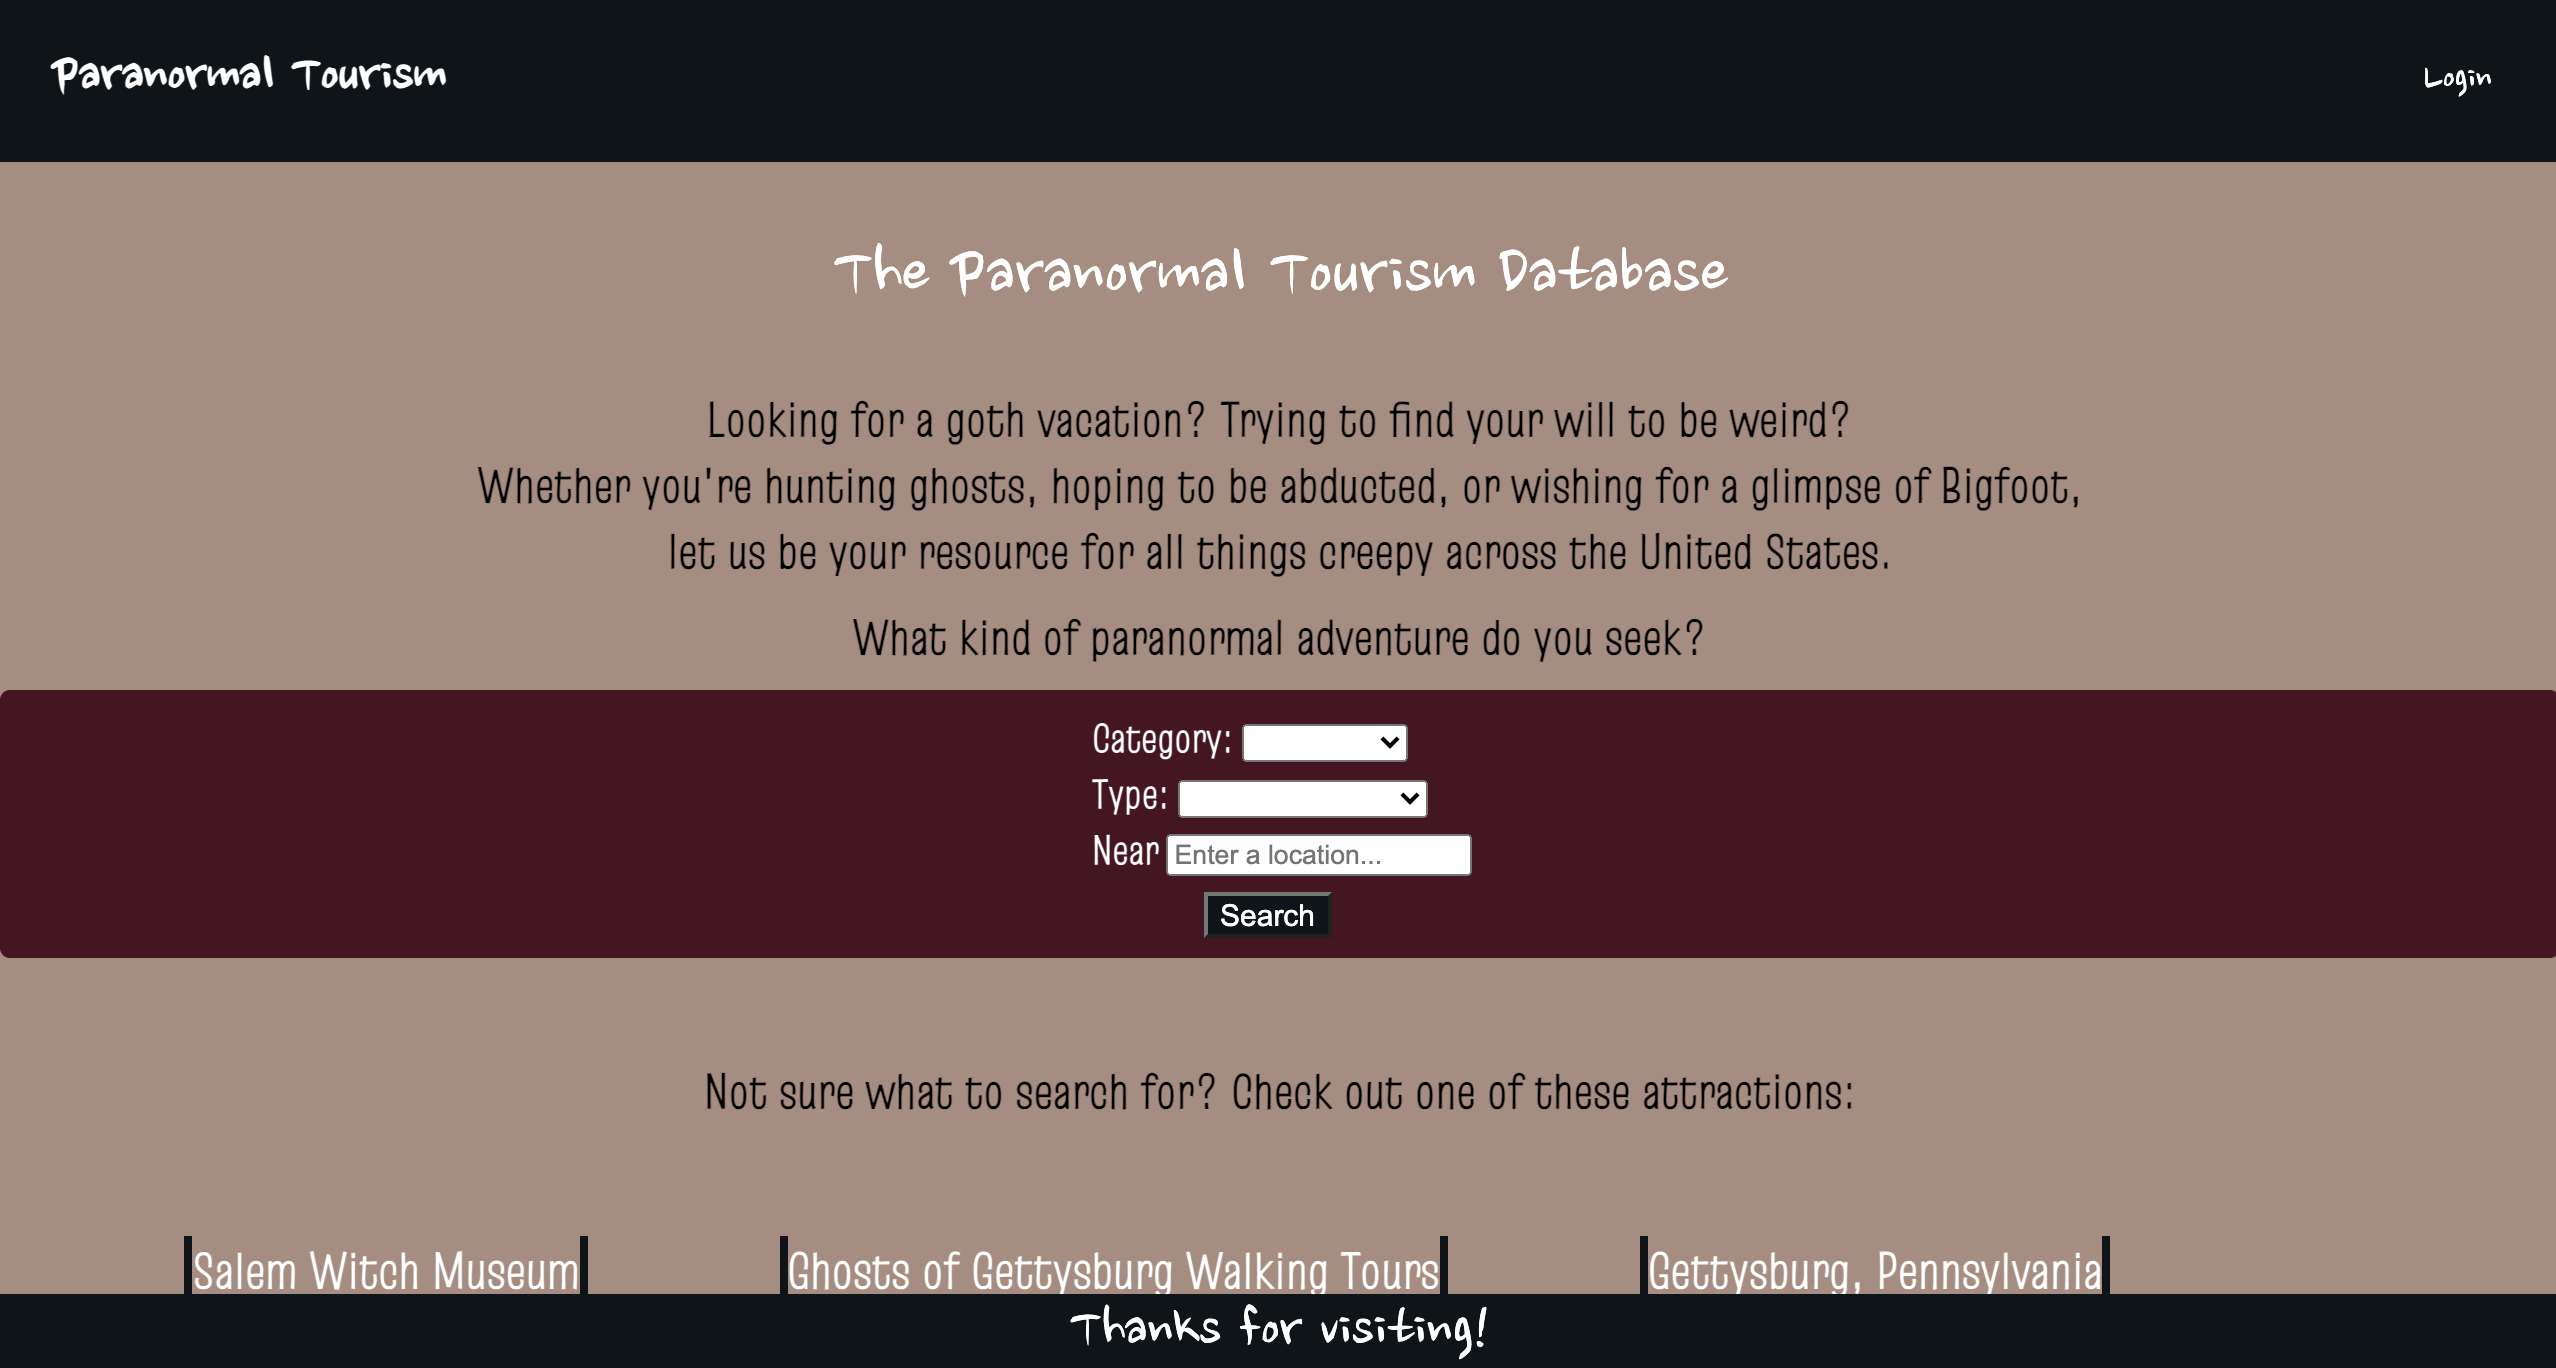 Paranormal Tourism
Login
The Paranormal Tourism Database
Looking for a goth vacation? Trying to find your will to be weird?
Whether you're hunting ghosts, hoping to be abducted, or wishing for a glimpse of Bigfoot,
let us be your resource for all things creepy across the United States.
What kind of paranormal adventure do you seek?
Category:
Type:
Near Enter a location...
Search
Not sure what to search for? Check out one of these attractions:
Salem Witch Museum
Ghosts of Gettysburg Walking Tours
Gettysburg, Pennsylvania
Thanks for visiting!